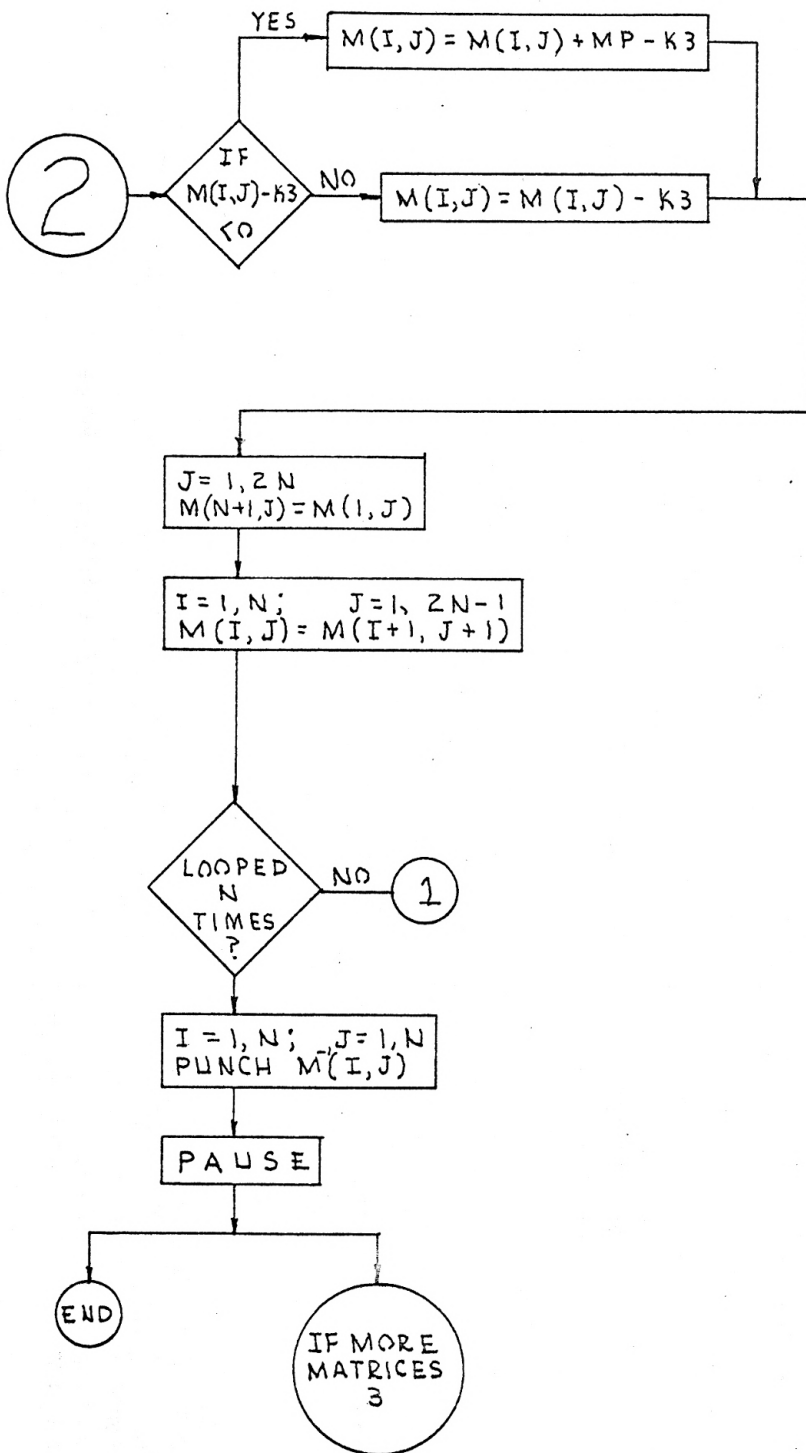 YES
M(I,J) = M(I,J) + MP - K3
2
IF
M(I,J)-K3
<0
NO
M(I,J) = M(I,J) - K3
J = 1, 2N
M(N+1,J) = M(1,J)
I = 1, N; J = 1, 2N-1
M(I,J) = M(I+1, J+1)
LOOPED
N
TIMES
?
NO
1
I = 1, N; J = 1, N
PUNCH M⁻¹(I,J)
PAUSE
END
IF MORE
MATRICES
3